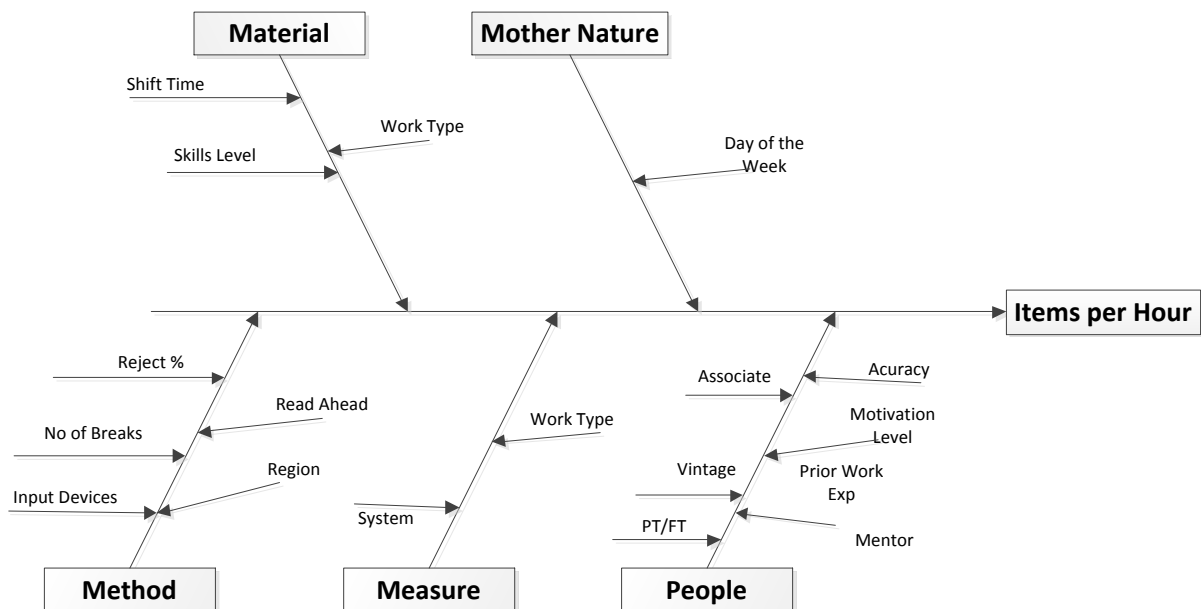 Material
Mother Nature
Shift Time
Work Type
Skills Level
Day of the
Week
Items per Hour
Reject %
Read Ahead
No of Breaks
Region
Input Devices
Work Type
System
Associate
Acuracy
Motivation
Level
Vintage
Prior Work
Exp
PT/FT
Mentor
Method
Measure
People